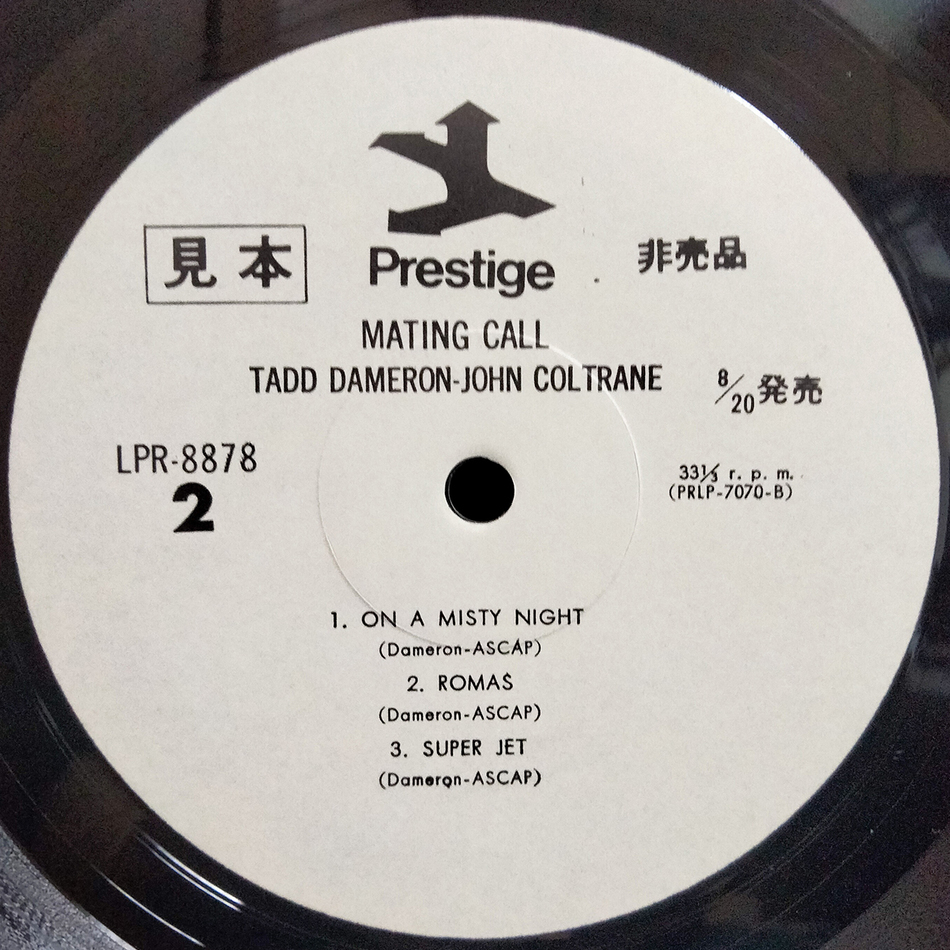 見本
Prestige
非売品
MATING CALL
TADD DAMERON-JOHN COLTRANE
8/20発売
LPR-8878
2
33⅓ r. p. m.
(PRLP-7070-B)
1. ON A MISTY NIGHT
(Dameron-ASCAP)
2. ROMAS
(Dameron-ASCAP)
3. SUPER JET
(Dameron-ASCAP)